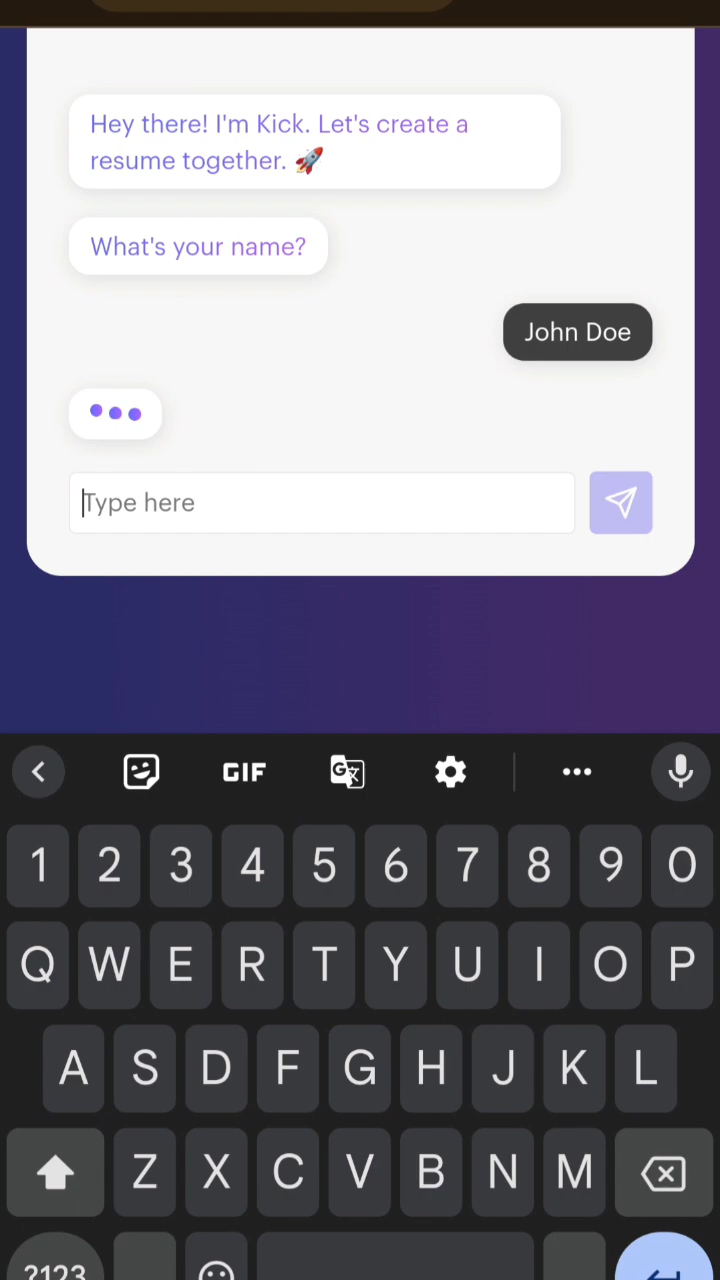 Hey there! I'm Kick. Let's create a
resume together. 🚀
What's your name?
John Doe
Type here
GIF
G
1 2 3 4 5 6 7 8 9 0
Q W E R T Y U I O P
A S D F G H J K L
Z X C V B N M
?123